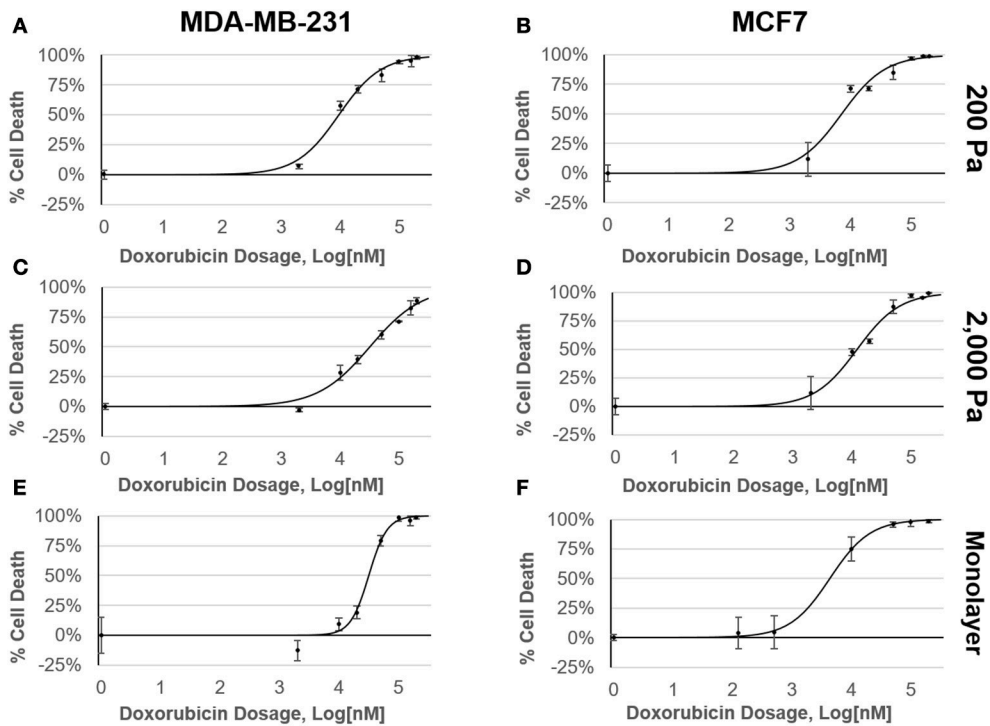 MDA-MB-231
MCF7
A
100%
75%
50%
25%
0%
-25%
% Cell Death
0 1 2 3 4 5
Doxorubicin Dosage, Log[nM]
B
100%
75%
50%
25%
0%
-25%
% Cell Death
0 1 2 3 4 5
Doxorubicin Dosage, Log[nM]
200 Pa
C
100%
75%
50%
25%
0%
-25%
% Cell Death
0 1 2 3 4 5
Doxorubicin Dosage, Log[nM]
D
100%
75%
50%
25%
0%
-25%
% Cell Death
0 1 2 3 4 5
Doxorubicin Dosage, Log[nM]
2,000 Pa
E
100%
75%
50%
25%
0%
-25%
% Cell Death
0 1 2 3 4 5
Doxorubicin Dosage, Log[nM]
F
100%
75%
50%
25%
0%
-25%
% Cell Death
0 1 2 3 4 5
Doxorubicin Dosage, Log[nM]
Monolayer